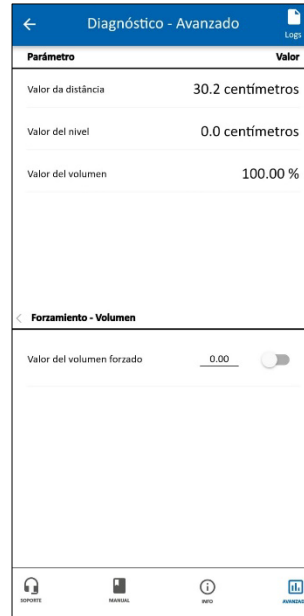 Diagnóstico - Avanzado
Logs
Parámetro Valor
Valor da distância 30.2 centímetros
Valor del nivel 0.0 centímetros
Valor del volumen 100.00 %
Forzamiento - Volumen
Valor del volumen forzado 0.00
SOPORTE MANUAL INFO AVANZADO